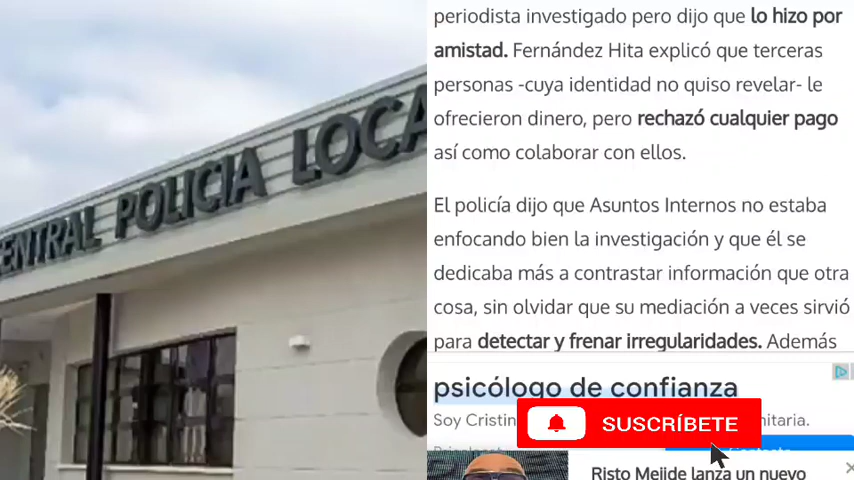 CENTRAL POLICIA LOCA
periodista investigado pero dijo que lo hizo por
amistad. Fernández Hita explicó que terceras
personas -cuya identidad no quiso revelar- le
ofrecieron dinero, pero rechazó cualquier pago
así como colaborar con ellos.
El policía dijo que Asuntos Internos no estaba
enfocando bien la investigación y que él se
dedicaba más a contrastar información que otra
cosa, sin olvidar que su mediación a veces sirvió
para detectar y frenar irregularidades. Además
psicólogo de confianza
Soy Cristin
SUSCRÍBETE
Risto Mejide lanza un nuevo